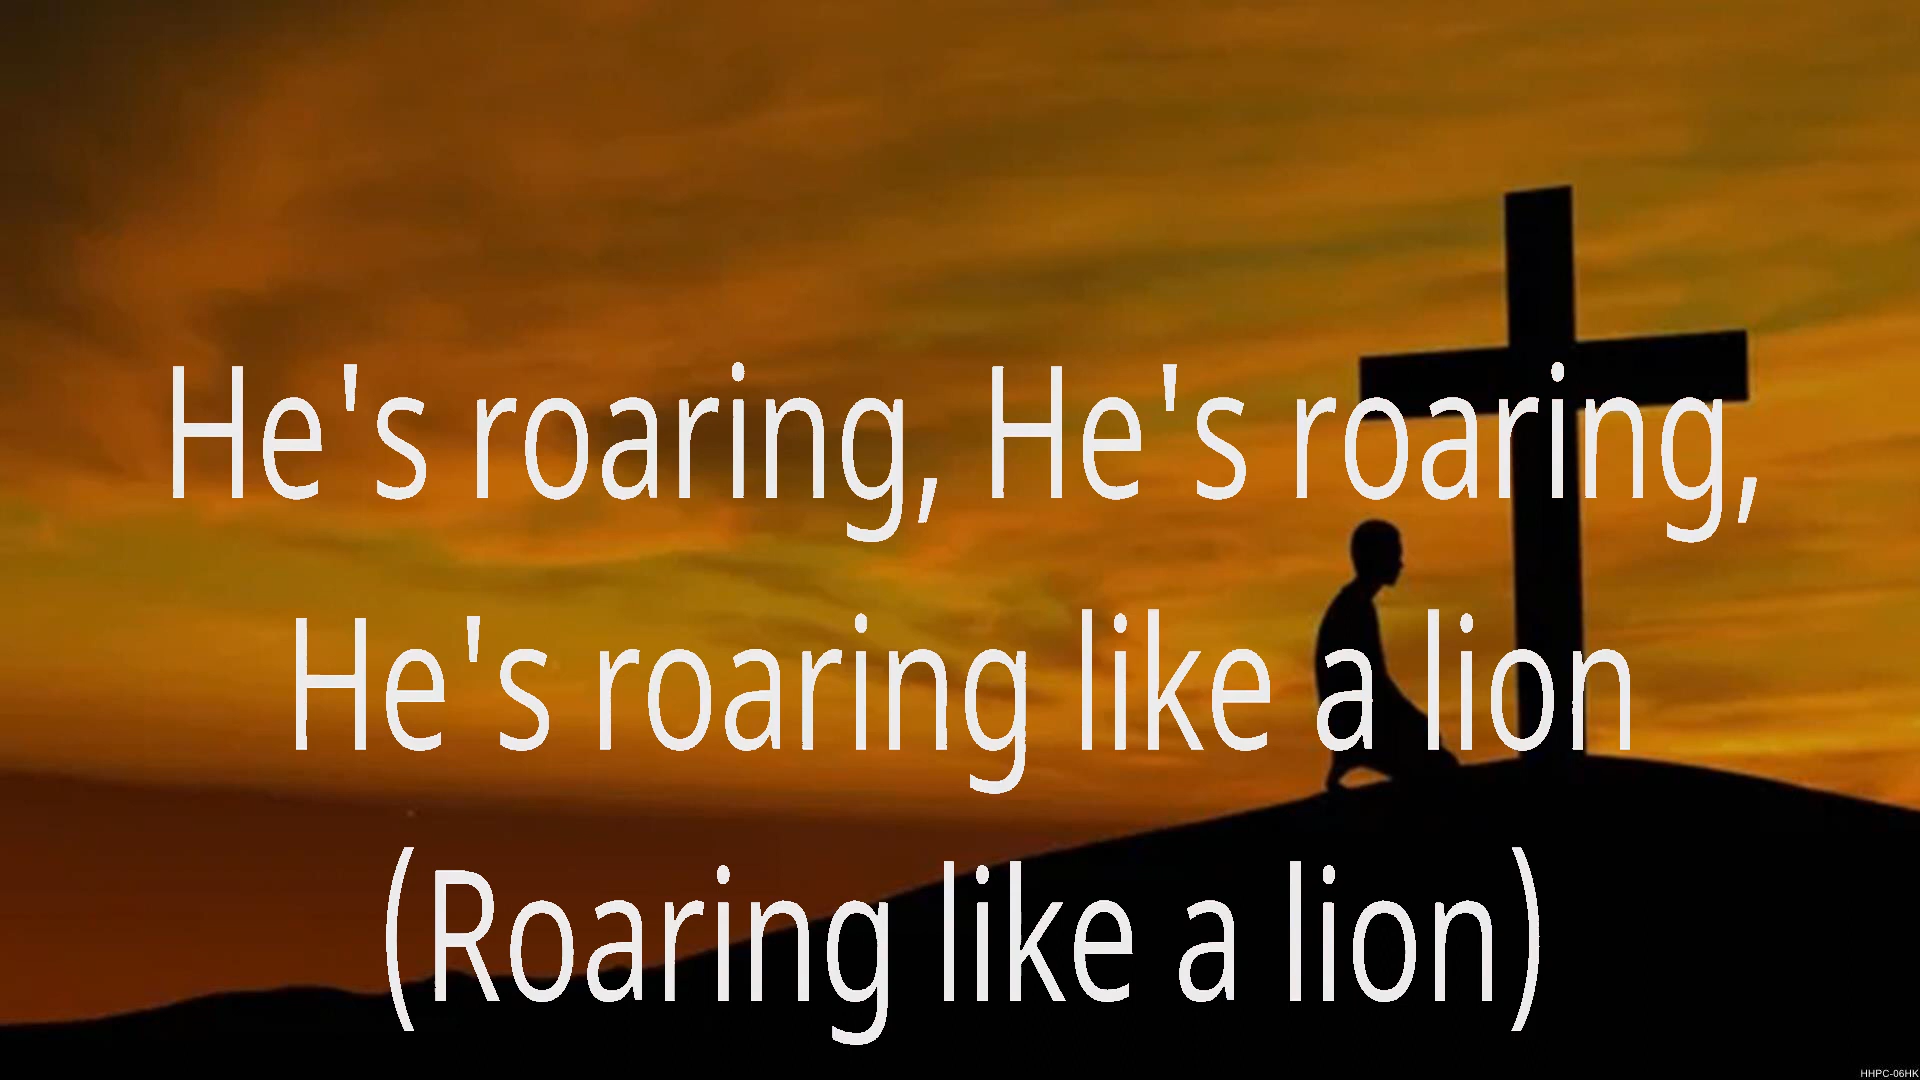 He's roaring, He's roaring,
He's roaring like a lion
(Roaring like a lion)
HHPC-06HK